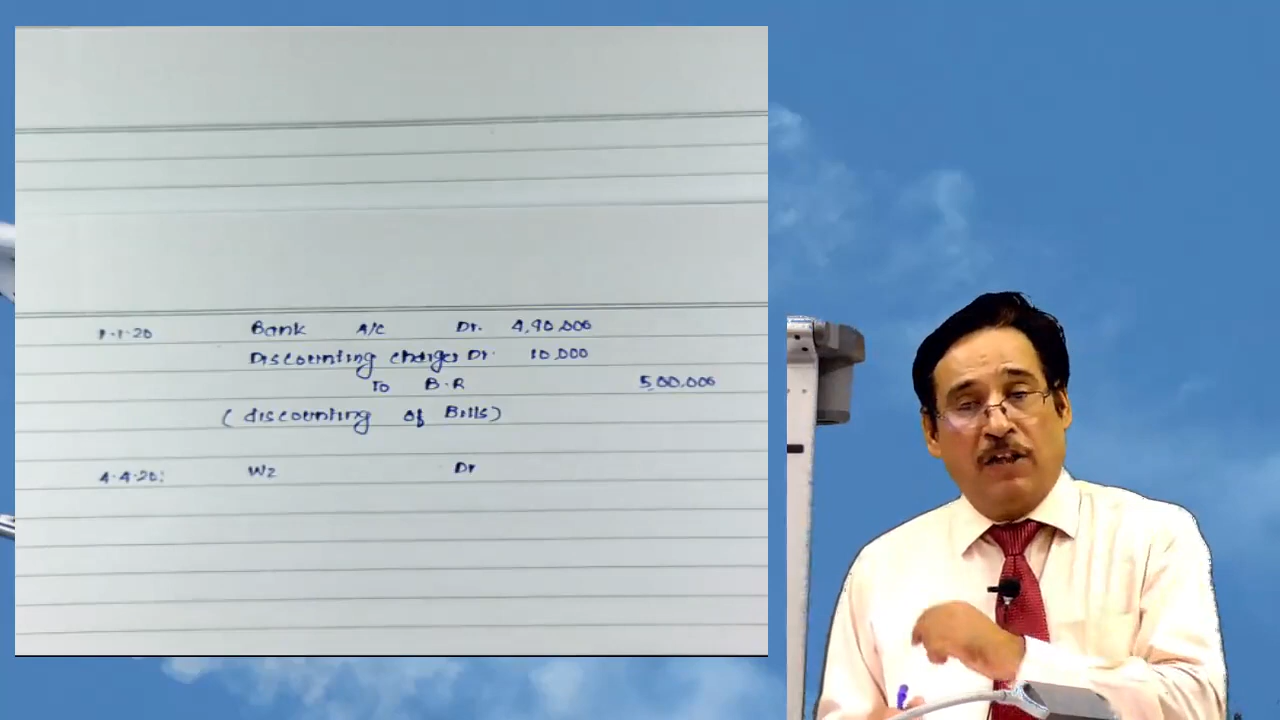 1.1.20 Bank A/c Dr. 4,90,000
Discounting charges Dr. 10,000
To B.R 5,00,000
(discounting of Bills)
4.4.20: W2 Dr